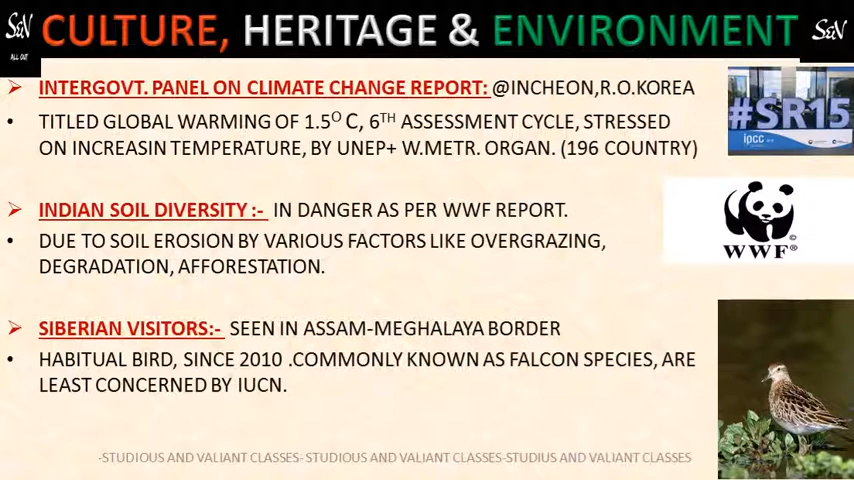 S&N
ALL OUT
CULTURE, HERITAGE & ENVIRONMENT
S&N
➢ INTERGOVT. PANEL ON CLIMATE CHANGE REPORT: @INCHEON,R.O.KOREA
• TITLED GLOBAL WARMING OF 1.5⁰ C, 6TH ASSESSMENT CYCLE, STRESSED
ON INCREASIN TEMPERATURE, BY UNEP+ W.METR. ORGAN. (196 COUNTRY)
#SR15
ipcc
➢ INDIAN SOIL DIVERSITY :- IN DANGER AS PER WWF REPORT.
• DUE TO SOIL EROSION BY VARIOUS FACTORS LIKE OVERGRAZING,
DEGRADATION, AFFORESTATION.
©
WWF®
➢ SIBERIAN VISITORS:- SEEN IN ASSAM-MEGHALAYA BORDER
• HABITUAL BIRD, SINCE 2010 .COMMONLY KNOWN AS FALCON SPECIES, ARE
LEAST CONCERNED BY IUCN.
-STUDIOUS AND VALIANT CLASSES- STUDIOUS AND VALIANT CLASSES-STUDIUS AND VALIANT CLASSES